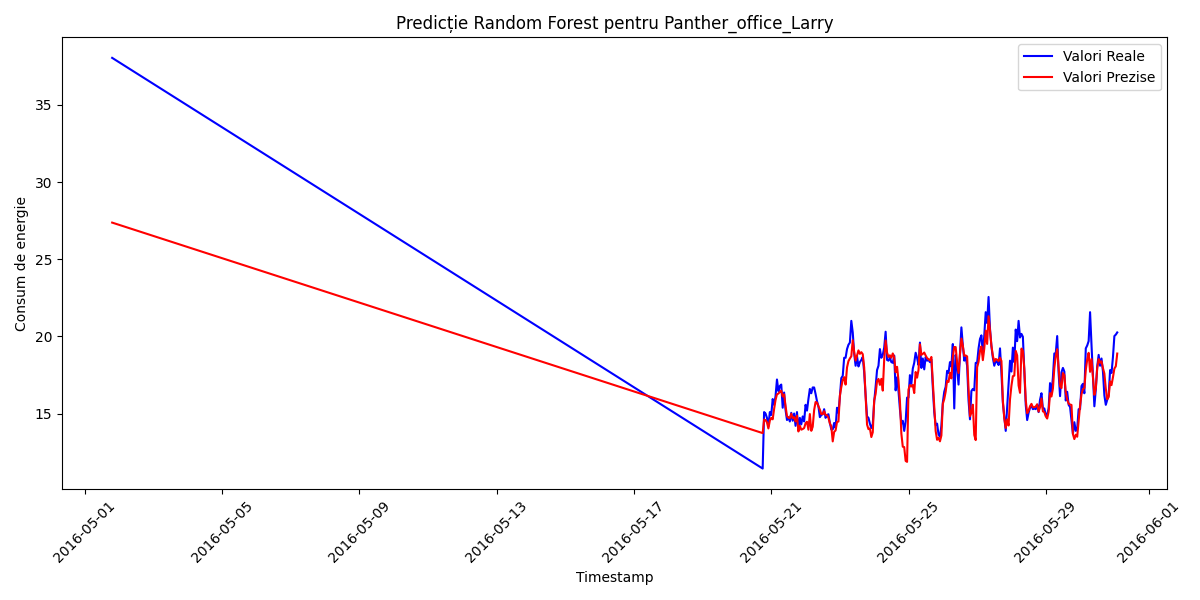 Predicție Random Forest pentru Panther_office_Larry
Valori Reale
Valori Prezise
Consum de energie
35
30
25
20
15
2016-05-01
2016-05-05
2016-05-09
2016-05-13
2016-05-17
2016-05-21
2016-05-25
2016-05-29
2016-06-01
Timestamp